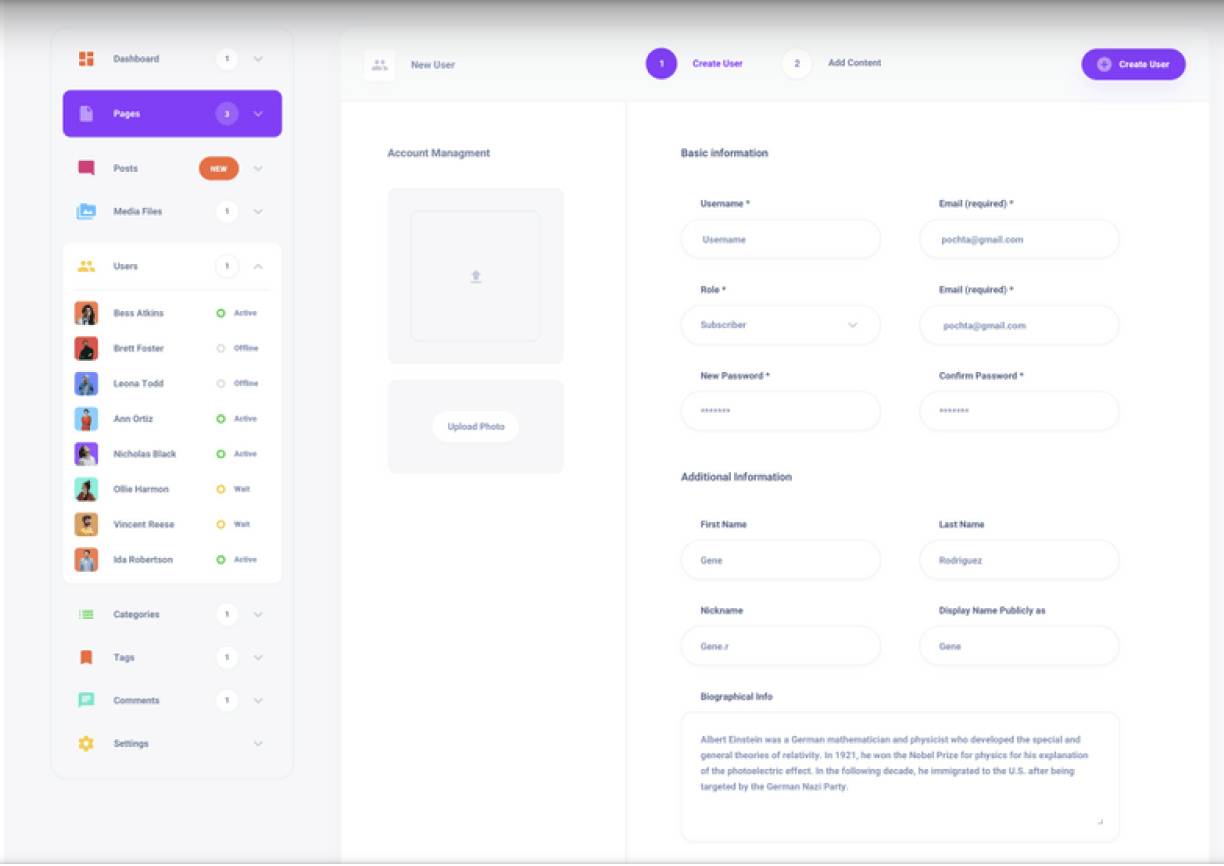 Dashboard 1
Pages 3
Posts NEW
Media Files 1
Users 1
Bess Atkins Active
Brett Foster Offline
Leona Todd Offline
Ann Ortiz Active
Nicholas Black Active
Ollie Harmon Wait
Vincent Reese Wait
Ida Robertson Active
Categories 1
Tags 1
Comments 1
Settings
New User
1 Create User
2 Add Content
Create User
Account Managment
Upload Photo
Basic information
Username * Email (required) *
Username pochta@gmail.com
Role * Email (required) *
Subscriber pochta@gmail.com
New Password * Confirm Password *
******* *******
Additional Information
First Name Last Name
Gene Rodriguez
Nickname Display Name Publicly as
Gene.r Gene
Biographical Info
Albert Einstein was a German mathematician and physicist who developed the special and
general theories of relativity. In 1921, he won the Nobel Prize for physics for his explanation
of the photoelectric effect. In the following decade, he immigrated to the U.S. after being
targeted by the German Nazi Party.